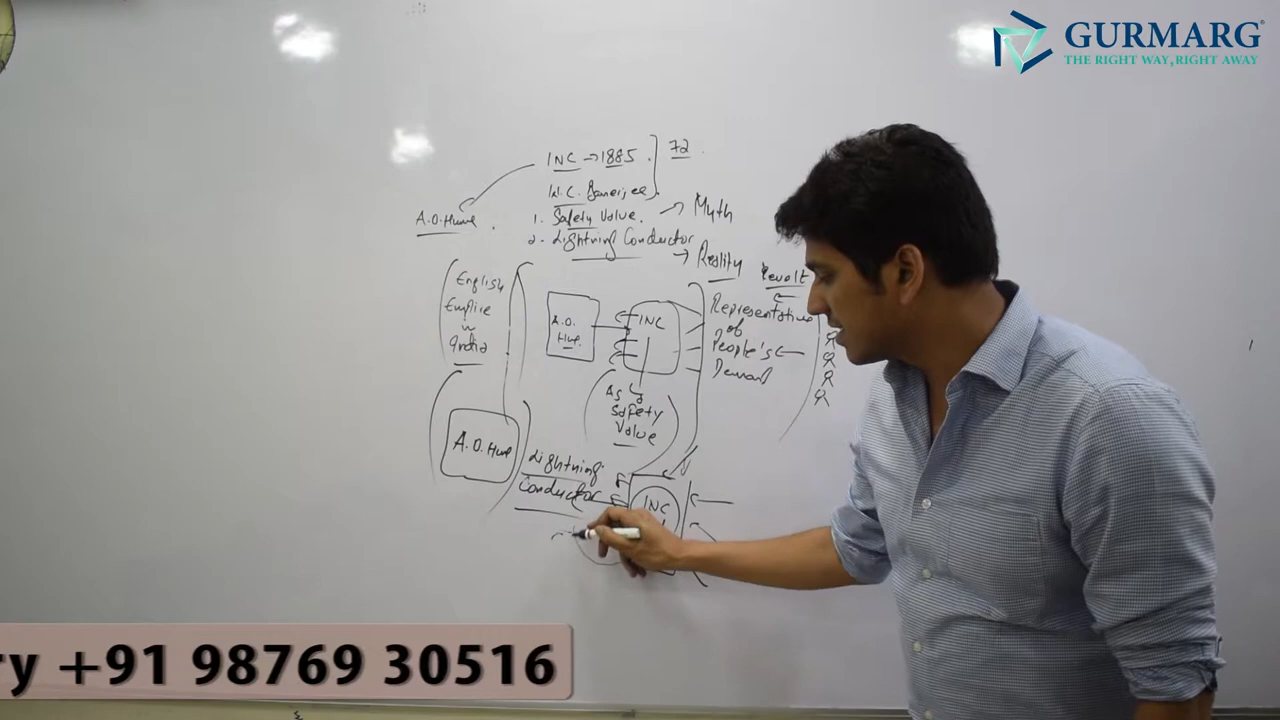 GURMARG
THE RIGHT WAY, RIGHT AWAY
INC → 1885 72
W.C. Banerjee
A.O. Hume
1. Safety Valve. → Myth
2. Lightning Conductor
→ Reality
Revolt
English
Empire
in
India
A.O.
Hume
INC
Representative
of
People's
Demand
As
Safety
Valve
A.O. Hume
Lightning
Conductor
INC
ry +91 98769 30516